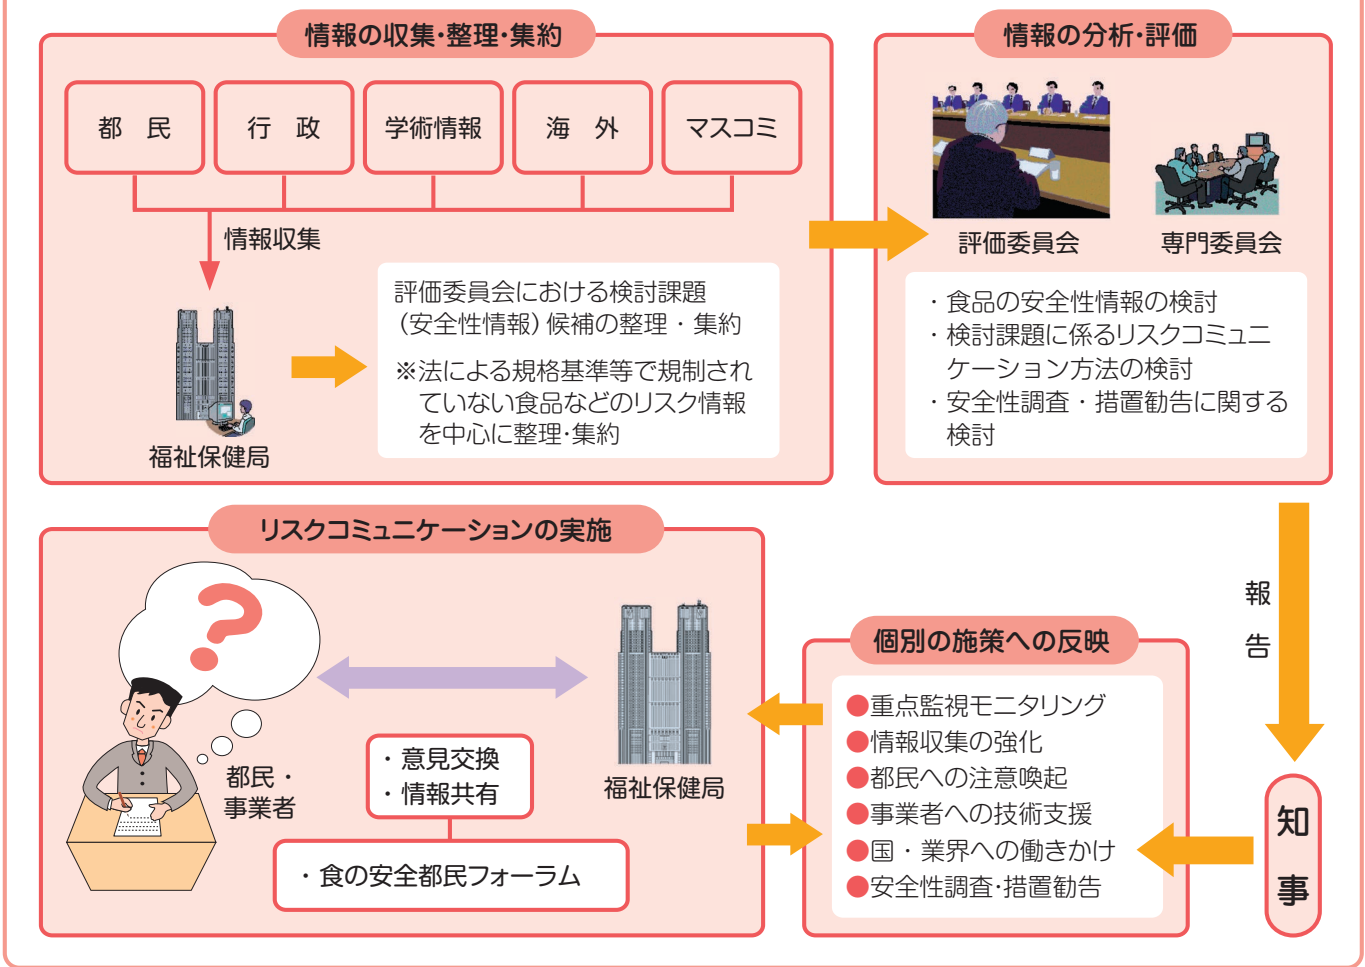 情報の収集･整理･集約
都　民
行　政
学術情報
海　外
マスコミ
情報収集
福祉保健局
評価委員会における検討課題
（安全性情報）候補の整理・集約
※法による規格基準等で規制され
ていない食品などのリスク情報
を中心に整理･集約
情報の分析･評価
評価委員会
専門委員会
・食品の安全性情報の検討
・検討課題に係るリスクコミュニ
ケーション方法の検討
・安全性調査・措置勧告に関する
検討
報告
知事
個別の施策への反映
●重点監視モニタリング
●情報収集の強化
●都民への注意喚起
●事業者への技術支援
●国・業界への働きかけ
●安全性調査･措置勧告
リスクコミュニケーションの実施
?
都民・
事業者
・意見交換
・情報共有
・食の安全都民フォーラム
福祉保健局